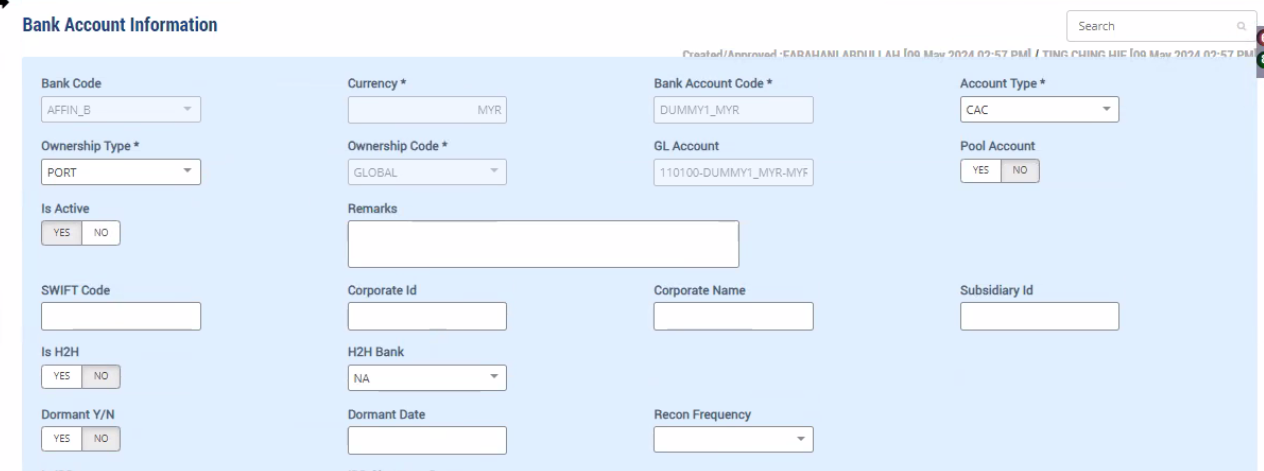 Bank Account Information
Search
Created/Approved :FARAHANI ABDULLAH [09 May 2024 02:57 PM] / TING CHING HIE [09 May 2024 02:57 PM]
Bank Code Currency * Bank Account Code * Account Type *
AFFIN_B MYR DUMMY1_MYR CAC
Ownership Type * Ownership Code * GL Account Pool Account
PORT GLOBAL 110100-DUMMY1_MYR-MYR YES NO
Is Active Remarks
YES NO
SWIFT Code Corporate Id Corporate Name Subsidiary Id
Is H2H H2H Bank
YES NO NA
Dormant Y/N Dormant Date Recon Frequency
YES NO